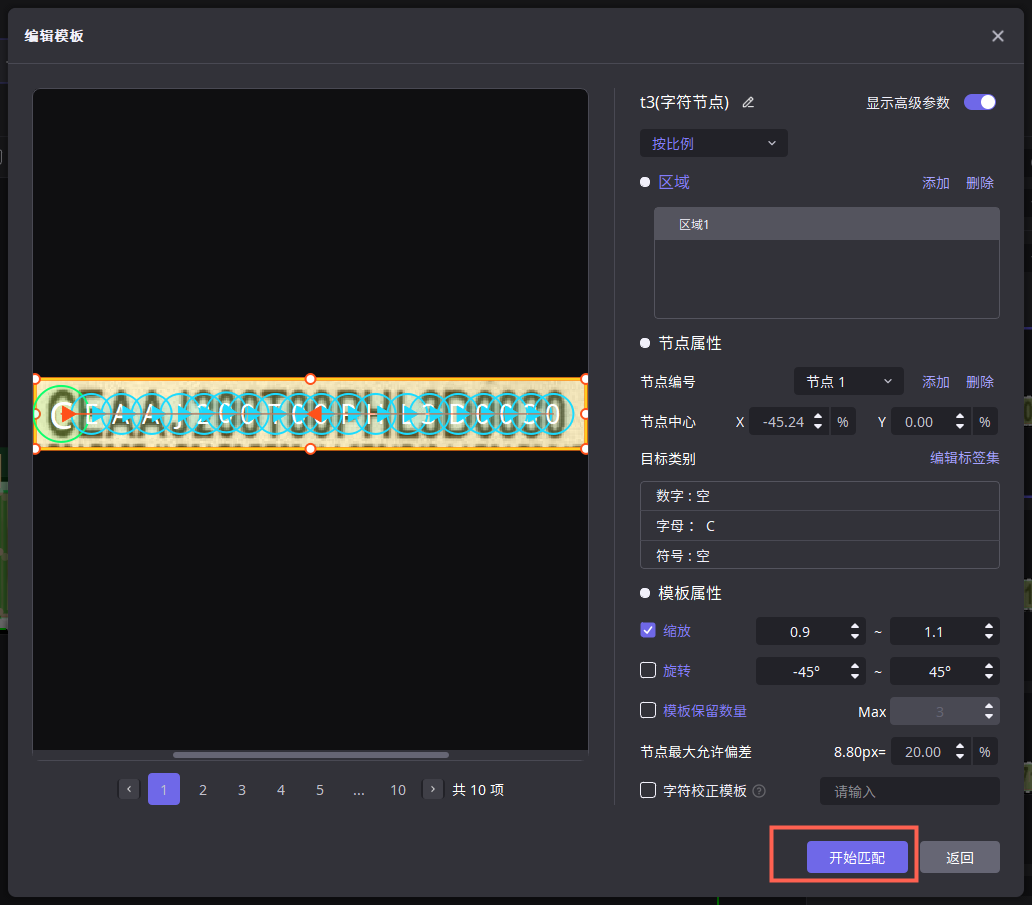 编辑模板
t3(字符节点)
显示高级参数
按比例
区域
添加 删除
区域1
节点属性
节点编号
节点 1
添加 删除
节点中心
X -45.24 %
Y 0.00 %
目标类别
编辑标签集
数字 : 空
字母 : C
符号 : 空
模板属性
缩放
0.9 ~ 1.1
旋转
-45° ~ 45°
模板保留数量
Max 3
节点最大允许偏差
8.80px= 20.00 %
字符校正模板 ?
请输入
1 2 3 4 5 ... 10
共 10 项
开始匹配
返回